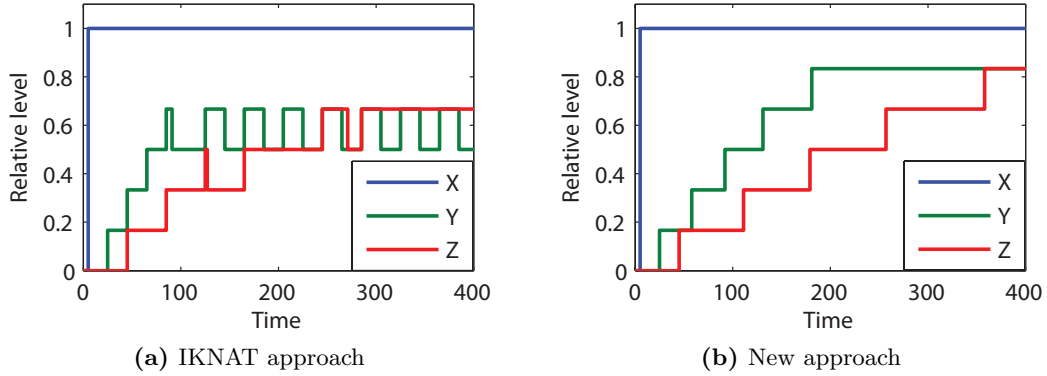 1
0.8
0.6
0.4
0.2
0
Relative level
0 100 200 300 400
Time
X
Y
Z
(a) IKNAT approach
1
0.8
0.6
0.4
0.2
0
Relative level
0 100 200 300 400
Time
X
Y
Z
(b) New approach